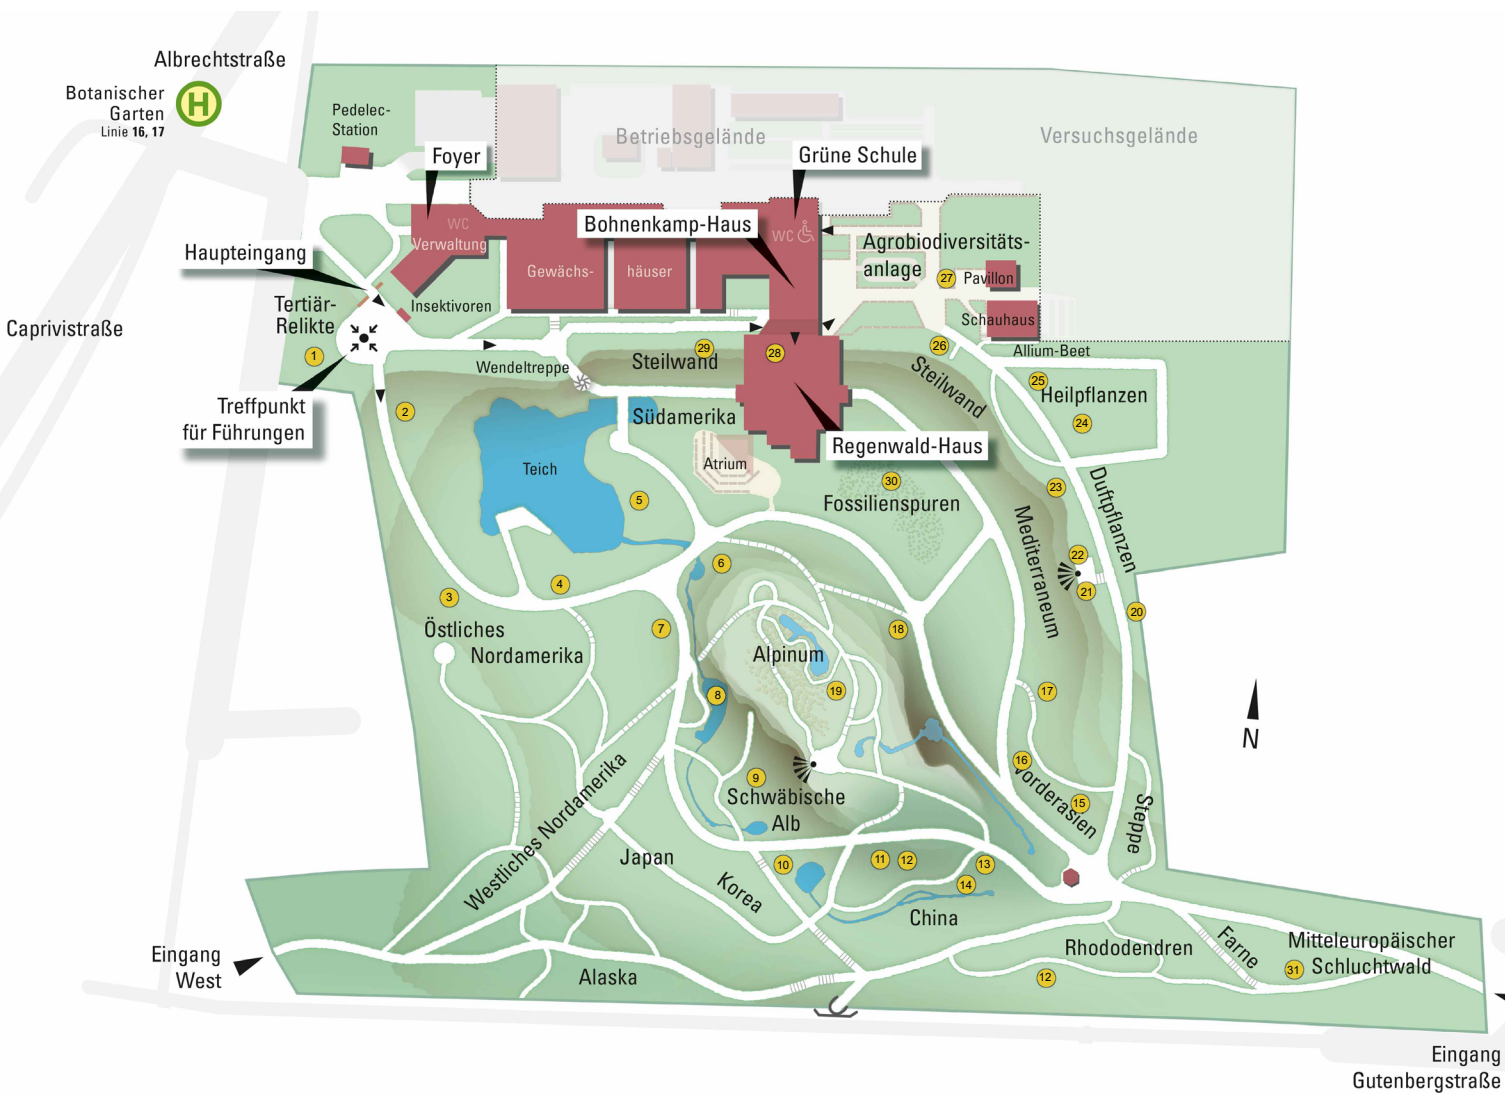 Albrechtstraße
H
Botanischer
Garten
Linie 16, 17
Pedelec-
Station
Foyer
Betriebsgelände
Grüne Schule
Versuchsgelände
WC
Verwaltung
Bohnenkamp-Haus
WC
Haupteingang
Gewächs-
häuser
Agrobiodiversitäts-
anlage
27
Pavillon
Insektivoren
Tertiär-
Relikte
1
Caprivistraße
Schauhaus
Allium-Beet
26
Wendeltreppe
29
Steilwand
28
Steilwand
25
Heilpflanzen
24
Treffpunkt
für Führungen
2
Südamerika
Regenwald-Haus
Teich
Atrium
5
30
Fossilienspuren
23
Duftpflanzen
Mediterraneum
22
21
20
6
4
3
7
18
Östliches
Nordamerika
Alpinum
19
8
17
N
16
Vorderasien
15
Steppe
9
Schwäbische
Alb
Westliches Nordamerika
Japan
Korea
10
11
12
13
14
China
Rhododendren
Farne
Mitteleuropäischer
Schluchtwald
31
12
Eingang
West
Alaska
Eingang
Gutenbergstraße